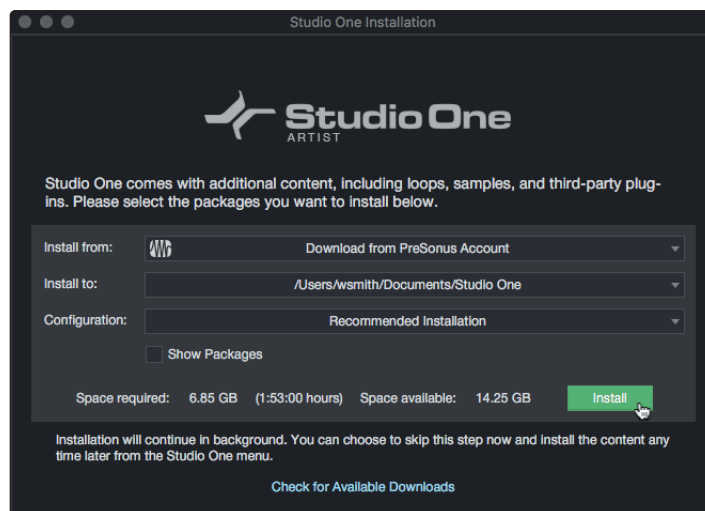 Studio One Installation
Studio One
ARTIST
Studio One comes with additional content, including loops, samples, and third-party plug-
ins. Please select the packages you want to install below.
Install from: Download from PreSonus Account
Install to: /Users/wsmith/Documents/Studio One
Configuration: Recommended Installation
Show Packages
Space required: 6.85 GB (1:53:00 hours) Space available: 14.25 GB Install
Installation will continue in background. You can choose to skip this step now and install the content any
time later from the Studio One menu.
Check for Available Downloads